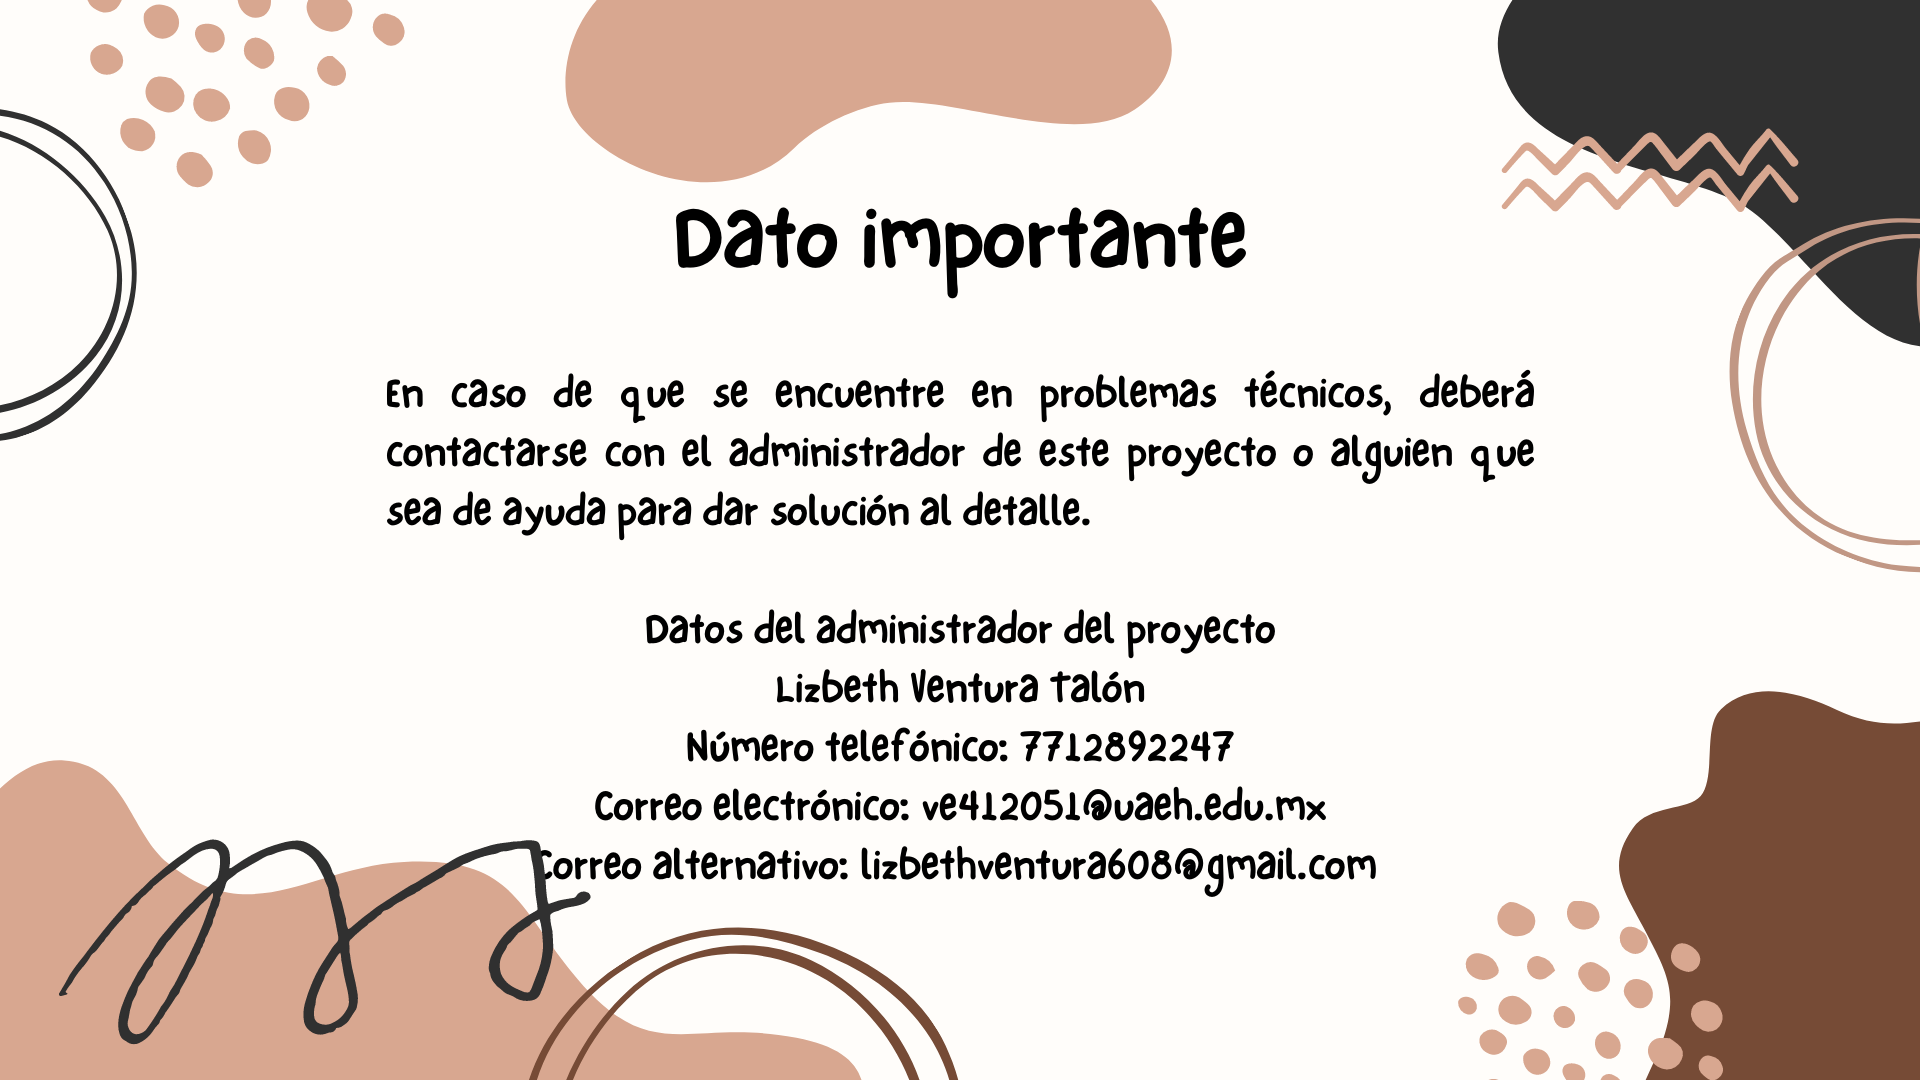 Dato importante
En caso de que se encuentre en problemas técnicos, deberá
contactarse con el administrador de este proyecto o alguien que
sea de ayuda para dar solución al detalle.
Datos del administrador del proyecto
Lizbeth Ventura Talón
Número telefónico: 7712892247
Correo electrónico: ve412051@uaeh.edu.mx
Correo alternativo: lizbethventura608@gmail.com